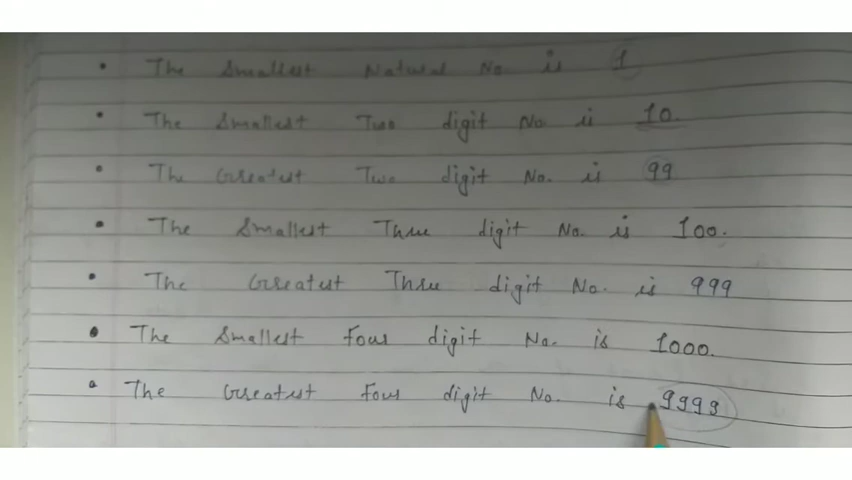 The Smallest Natural No is 1
The Smallest Two digit No is 10.
The Greatest Two digit No. is 99
The Smallest Three digit No. is 100.
The Greatest Three digit No. is 999
The Smallest Four digit No. is 1000.
The Greatest Four digit No. is 9999